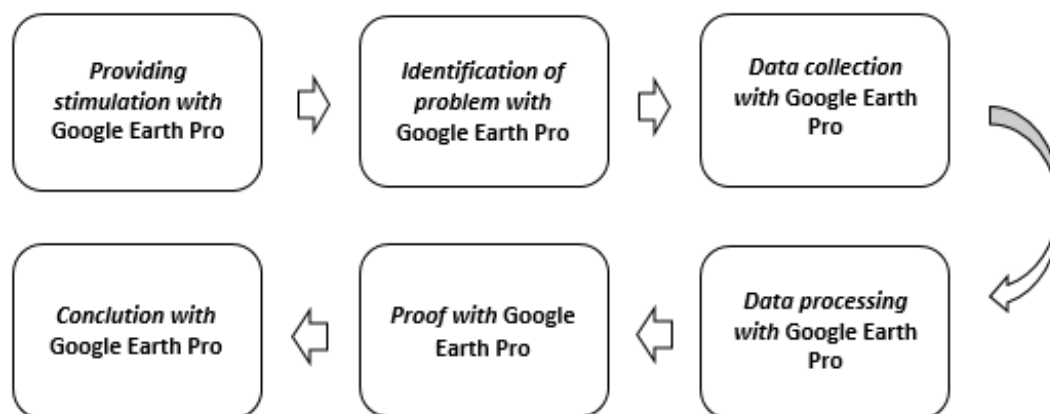 Providing
stimulation with
Google Earth Pro
Identification of
problem with
Google Earth Pro
Data collection
with Google Earth
Pro
Data processing
with Google Earth
Pro
Proof with Google
Earth Pro
Conclution with
Google Earth Pro